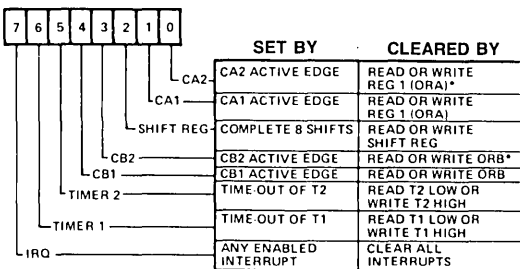 7 6 5 4 3 2 1 0
SET BY CLEARED BY
CA2 CA2 ACTIVE EDGE READ OR WRITE
REG 1 (ORA)*
CA1 CA1 ACTIVE EDGE READ OR WRITE
REG 1 (ORA)
SHIFT REG COMPLETE 8 SHIFTS READ OR WRITE
SHIFT REG
CB2 CB2 ACTIVE EDGE READ OR WRITE ORB*
CB1 CB1 ACTIVE EDGE READ OR WRITE ORB
TIMER 2 TIME-OUT OF T2 READ T2 LOW OR
WRITE T2 HIGH
TIMER 1 TIME-OUT OF T1 READ T1 LOW OR
WRITE T1 HIGH
IRQ ANY ENABLED CLEAR ALL
INTERRUPT INTERRUPTS